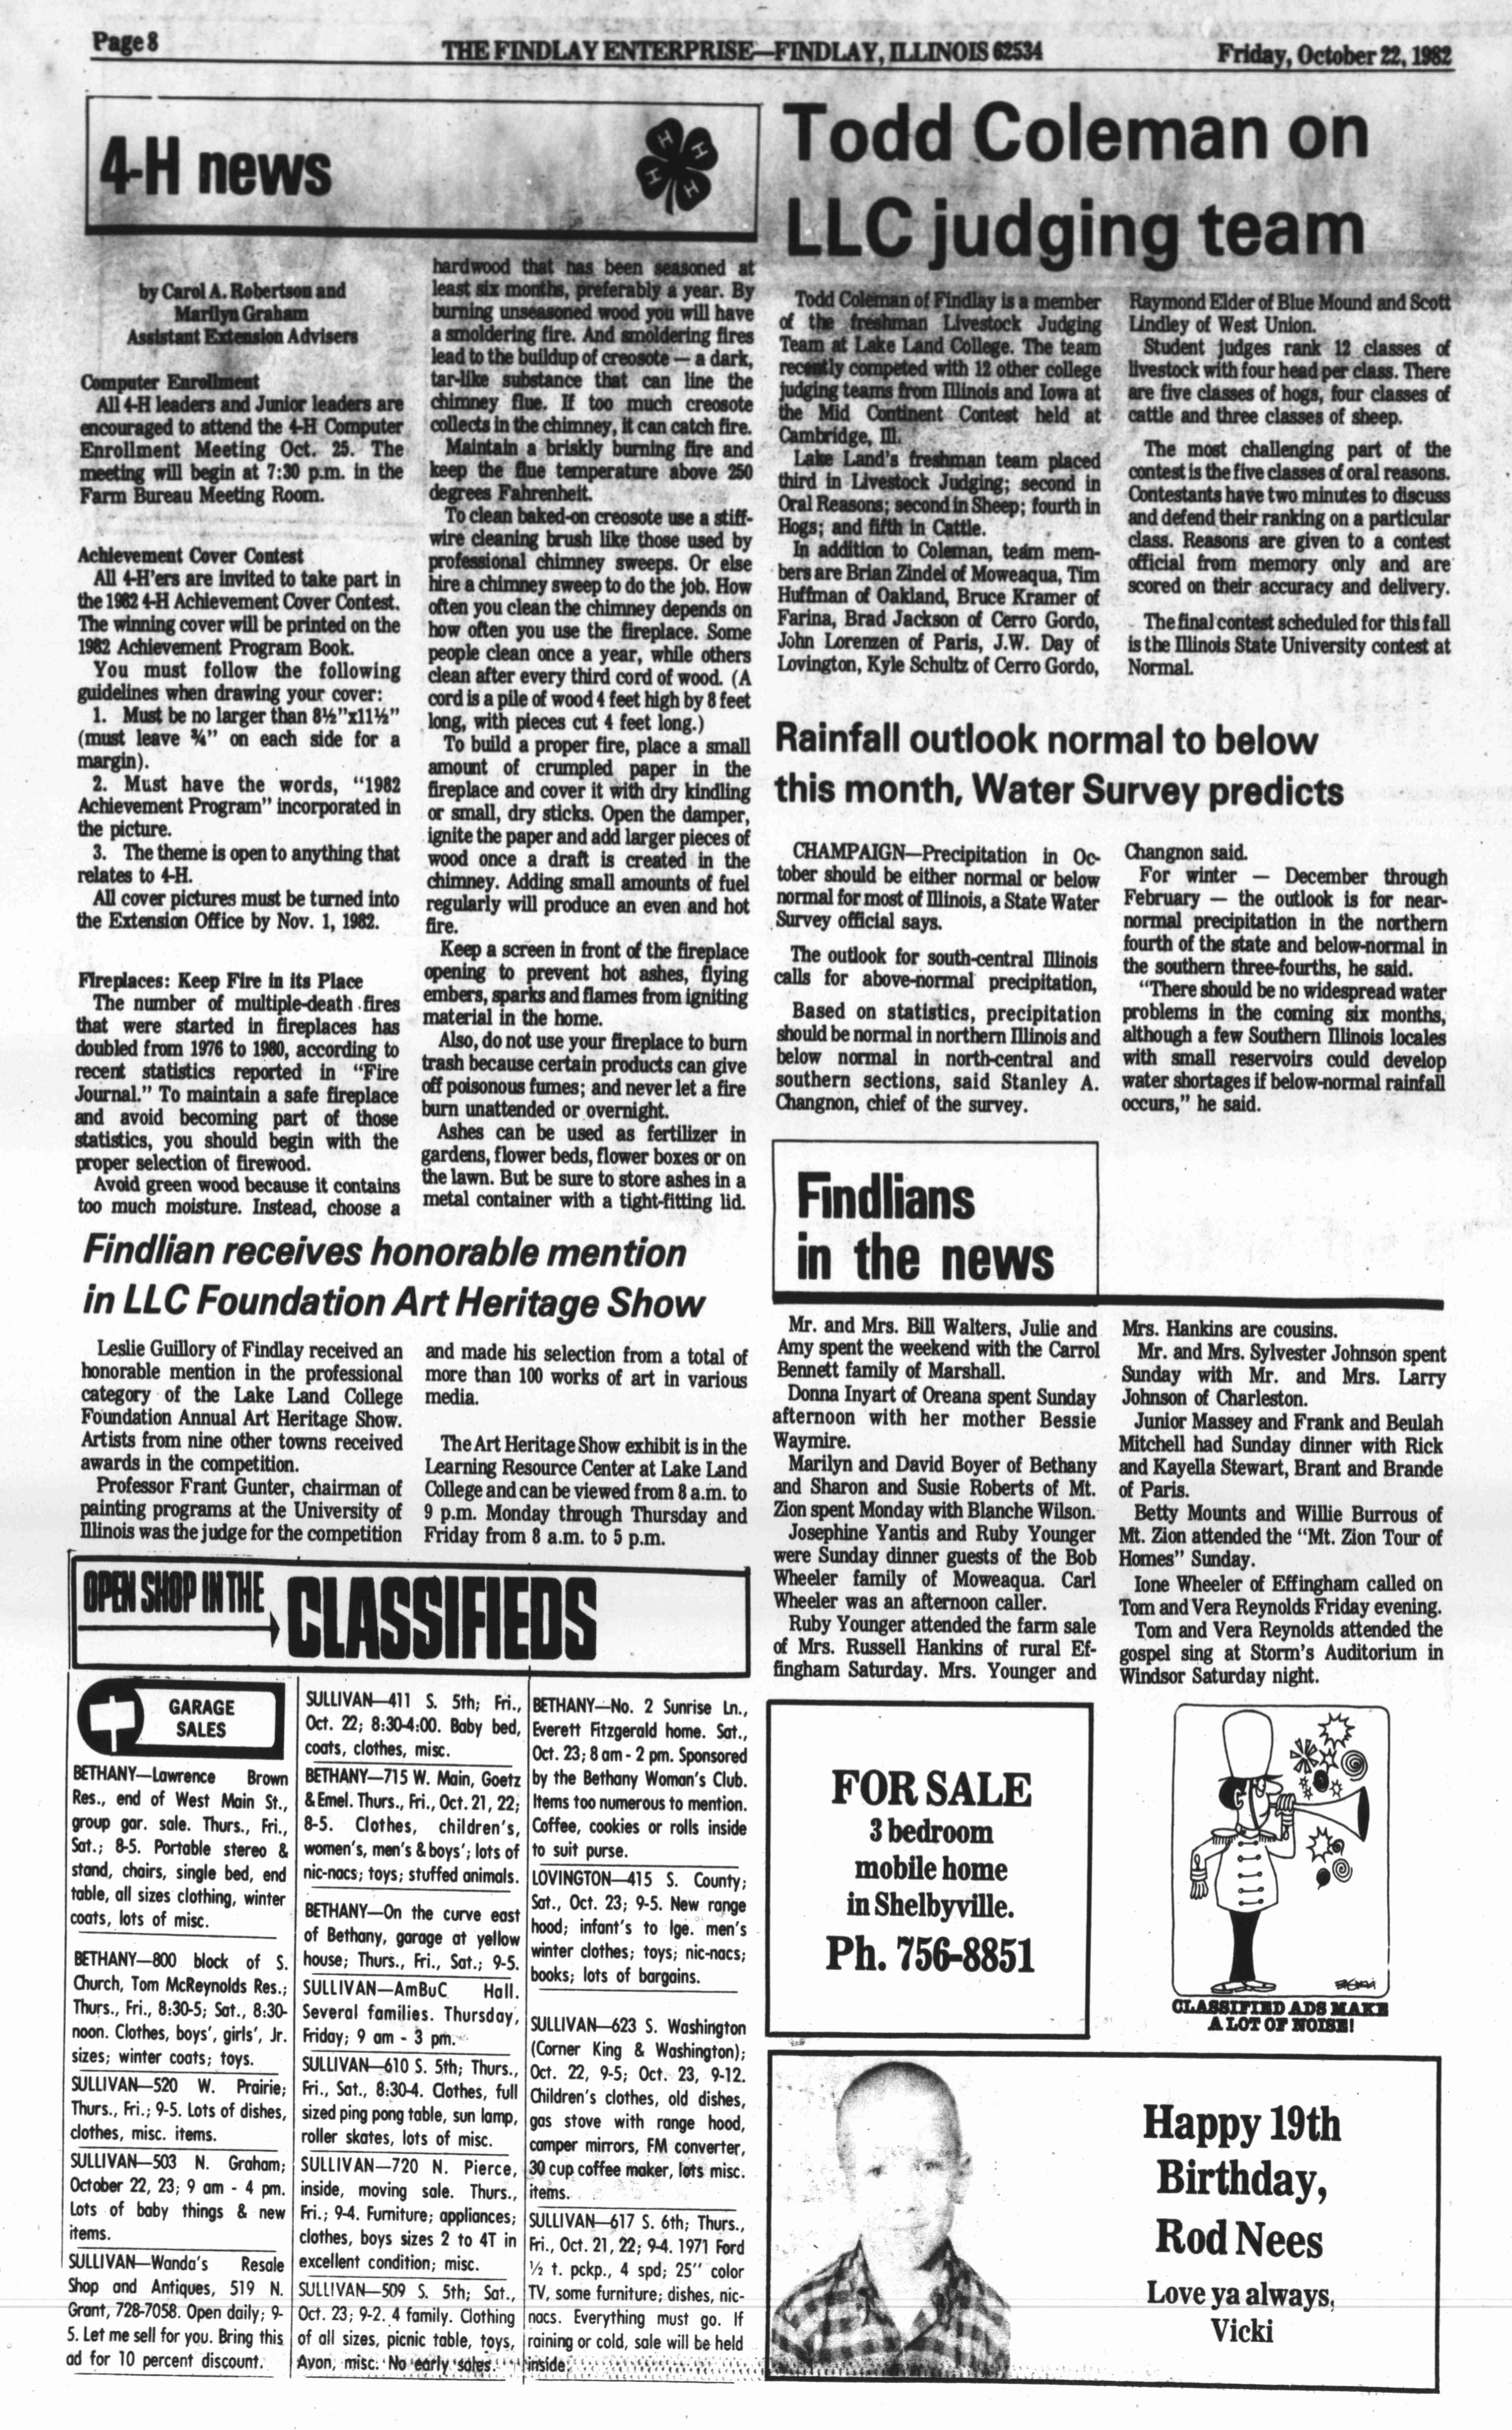 Page 8
THE FINDLAY ENTERPRISE—FINDLAY, ILLINOIS 62534
Friday, October 22, 1982
4-H news
H
H
H
H
by Carol A. Robertson and
Marilyn Graham
Assistant Extension Advisers
Computer Enrollment
All 4-H leaders and Junior leaders are
encouraged to attend the 4-H Computer
Enrollment Meeting Oct. 25. The
meeting will begin at 7:30 p.m. in the
Farm Bureau Meeting Room.
Achievement Cover Contest
All 4-H'ers are invited to take part in
the 1982 4-H Achievement Cover Contest.
The winning cover will be printed on the
1982 Achievement Program Book.
You must follow the following
guidelines when drawing your cover:
1. Must be no larger than 8½"x11½"
(must leave ¾" on each side for a
margin).
2. Must have the words, "1982
Achievement Program" incorporated in
the picture.
3. The theme is open to anything that
relates to 4-H.
All cover pictures must be turned into
the Extension Office by Nov. 1, 1982.
Fireplaces: Keep Fire in its Place
The number of multiple-death fires
that were started in fireplaces has
doubled from 1976 to 1980, according to
recent statistics reported in "Fire
Journal." To maintain a safe fireplace
and avoid becoming part of those
statistics, you should begin with the
proper selection of firewood.
Avoid green wood because it contains
too much moisture. Instead, choose a
hardwood that has been seasoned at
least six months, preferably a year. By
burning unseasoned wood you will have
a smoldering fire. And smoldering fires
lead to the buildup of creosote — a dark,
tar-like substance that can line the
chimney flue. If too much creosote
collects in the chimney, it can catch fire.
Maintain a briskly burning fire and
keep the flue temperature above 250
degrees Fahrenheit.
To clean baked-on creosote use a stiff-
wire cleaning brush like those used by
professional chimney sweeps. Or else
hire a chimney sweep to do the job. How
often you clean the chimney depends on
how often you use the fireplace. Some
people clean once a year, while others
clean after every third cord of wood. (A
cord is a pile of wood 4 feet high by 8 feet
long, with pieces cut 4 feet long.)
To build a proper fire, place a small
amount of crumpled paper in the
fireplace and cover it with dry kindling
or small, dry sticks. Open the damper,
ignite the paper and add larger pieces of
wood once a draft is created in the
chimney. Adding small amounts of fuel
regularly will produce an even and hot
fire.
Keep a screen in front of the fireplace
opening to prevent hot ashes, flying
embers, sparks and flames from igniting
material in the home.
Also, do not use your fireplace to burn
trash because certain products can give
off poisonous fumes; and never let a fire
burn unattended or overnight.
Ashes can be used as fertilizer in
gardens, flower beds, flower boxes or on
the lawn. But be sure to store ashes in a
metal container with a tight-fitting lid.
Todd Coleman on
LLC judging team
Todd Coleman of Findlay is a member
of the freshman Livestock Judging
Team at Lake Land College. The team
recently competed with 12 other college
judging teams from Illinois and Iowa at
the Mid Continent Contest held at
Cambridge, Ill.
Lake Land's freshman team placed
third in Livestock Judging; second in
Oral Reasons; second in Sheep; fourth in
Hogs; and fifth in Cattle.
In addition to Coleman, team mem-
bers are Brian Zindel of Moweaqua, Tim
Huffman of Oakland, Bruce Kramer of
Farina, Brad Jackson of Cerro Gordo,
John Lorenzen of Paris, J.W. Day of
Lovington, Kyle Schultz of Cerro Gordo,
Raymond Elder of Blue Mound and Scott
Lindley of West Union.
Student judges rank 12 classes of
livestock with four head per class. There
are five classes of hogs, four classes of
cattle and three classes of sheep.
The most challenging part of the
contest is the five classes of oral reasons.
Contestants have two minutes to discuss
and defend their ranking on a particular
class. Reasons are given to a contest
official from memory only and are
scored on their accuracy and delivery.
The final contest scheduled for this fall
is the Illinois State University contest at
Normal.
Rainfall outlook normal to below
this month, Water Survey predicts
CHAMPAIGN—Precipitation in Oc-
tober should be either normal or below
normal for most of Illinois, a State Water
Survey official says.
The outlook for south-central Illinois
calls for above-normal precipitation,
Based on statistics, precipitation
should be normal in northern Illinois and
below normal in north-central and
southern sections, said Stanley A.
Changnon, chief of the survey.
Changnon said.
For winter — December through
February — the outlook is for near-
normal precipitation in the northern
fourth of the state and below-normal in
the southern three-fourths, he said.
"There should be no widespread water
problems in the coming six months,
although a few Southern Illinois locales
with small reservoirs could develop
water shortages if below-normal rainfall
occurs," he said.
Findlian receives honorable mention
in LLC Foundation Art Heritage Show
Leslie Guillory of Findlay received an
honorable mention in the professional
category of the Lake Land College
Foundation Annual Art Heritage Show.
Artists from nine other towns received
awards in the competition.
Professor Frant Gunter, chairman of
painting programs at the University of
Illinois was the judge for the competition
and made his selection from a total of
more than 100 works of art in various
media.
The Art Heritage Show exhibit is in the
Learning Resource Center at Lake Land
College and can be viewed from 8 a.m. to
9 p.m. Monday through Thursday and
Friday from 8 a.m. to 5 p.m.
Findlians
in the news
Mr. and Mrs. Bill Walters, Julie and
Amy spent the weekend with the Carrol
Bennett family of Marshall.
Donna Inyart of Oreana spent Sunday
afternoon with her mother Bessie
Waymire.
Marilyn and David Boyer of Bethany
and Sharon and Susie Roberts of Mt.
Zion spent Monday with Blanche Wilson.
Josephine Yantis and Ruby Younger
were Sunday dinner guests of the Bob
Wheeler family of Moweaqua. Carl
Wheeler was an afternoon caller.
Ruby Younger attended the farm sale
of Mrs. Russell Hankins of rural Ef-
fingham Saturday. Mrs. Younger and
Mrs. Hankins are cousins.
Mr. and Mrs. Sylvester Johnson spent
Sunday with Mr. and Mrs. Larry
Johnson of Charleston.
Junior Massey and Frank and Beulah
Mitchell had Sunday dinner with Rick
and Kayella Stewart, Brant and Brande
of Paris.
Betty Mounts and Willie Burrous of
Mt. Zion attended the "Mt. Zion Tour of
Homes" Sunday.
Ione Wheeler of Effingham called on
Tom and Vera Reynolds Friday evening.
Tom and Vera Reynolds attended the
gospel sing at Storm's Auditorium in
Windsor Saturday night.
OPEN SHOP IN THE
CLASSIFIEDS
GARAGE
SALES
BETHANY—Lawrence Brown
Res., end of West Main St.,
group gar. sale. Thurs., Fri.,
Sat.; 8-5. Portable stereo &
stand, chairs, single bed, end
table, all sizes clothing, winter
coats, lots of misc.
BETHANY—800 block of S.
Church, Tom McReynolds Res.;
Thurs., Fri., 8:30-5; Sat., 8:30-
noon. Clothes, boys', girls', Jr.
sizes; winter coats; toys.
SULLIVAN—520 W. Prairie;
Thurs., Fri.; 9-5. Lots of dishes,
clothes, misc. items.
SULLIVAN—503 N. Graham;
October 22, 23; 9 am - 4 pm.
Lots of baby things & new
items.
SULLIVAN—Wanda's Resale
Shop and Antiques, 519 N.
Grant, 728-7058. Open daily; 9-
5. Let me sell for you. Bring this
ad for 10 percent discount.
SULLIVAN—411 S. 5th; Fri.,
Oct. 22; 8:30-4:00. Baby bed,
coats, clothes, misc.
BETHANY—715 W. Main, Goetz
& Emel. Thurs., Fri., Oct. 21, 22;
8-5. Clothes, children's,
women's, men's & boys'; lots of
nic-nacs; toys; stuffed animals.
BETHANY—On the curve east
of Bethany, garage at yellow
house; Thurs., Fri., Sat.; 9-5.
SULLIVAN—AmBuC Hall.
Several families. Thursday,
Friday; 9 am - 3 pm.
SULLIVAN—610 S. 5th; Thurs.,
Fri., Sat., 8:30-4. Clothes, full
sized ping pong table, sun lamp,
roller skates, lots of misc.
SULLIVAN—720 N. Pierce,
inside, moving sale. Thurs.,
Fri.; 9-4. Furniture; appliances;
clothes, boys sizes 2 to 4T in
excellent condition; misc.
SULLIVAN—509 S. 5th; Sat.,
Oct. 23; 9-2. 4 family. Clothing
of all sizes, picnic table, toys,
Avon, misc. No early sales.
BETHANY—No. 2 Sunrise Ln.,
Everett Fitzgerald home. Sat.,
Oct. 23; 8 am - 2 pm. Sponsored
by the Bethany Woman's Club.
Items too numerous to mention.
Coffee, cookies or rolls inside
to suit purse.
LOVINGTON—415 S. County;
Sat., Oct. 23; 9-5. New range
hood; infant's to lge. men's
winter clothes; toys; nic-nacs;
books; lots of bargains.
SULLIVAN—623 S. Washington
(Corner King & Washington);
Oct. 22, 9-5; Oct. 23, 9-12.
Children's clothes, old dishes,
gas stove with range hood,
camper mirrors, FM converter,
30 cup coffee maker, lots misc.
items.
SULLIVAN—617 S. 6th; Thurs.,
Fri., Oct. 21, 22; 9-4. 1971 Ford
½ t. pckp., 4 spd; 25" color
TV, some furniture; dishes, nic-
nacs. Everything must go. If
raining or cold, sale will be held
inside.
FOR SALE
3 bedroom
mobile home
in Shelbyville.
Ph. 756-8851
CLASSIFIED ADS MAKE
A LOT OF NOISE!
Happy 19th
Birthday,
Rod Nees
Love ya always,
Vicki